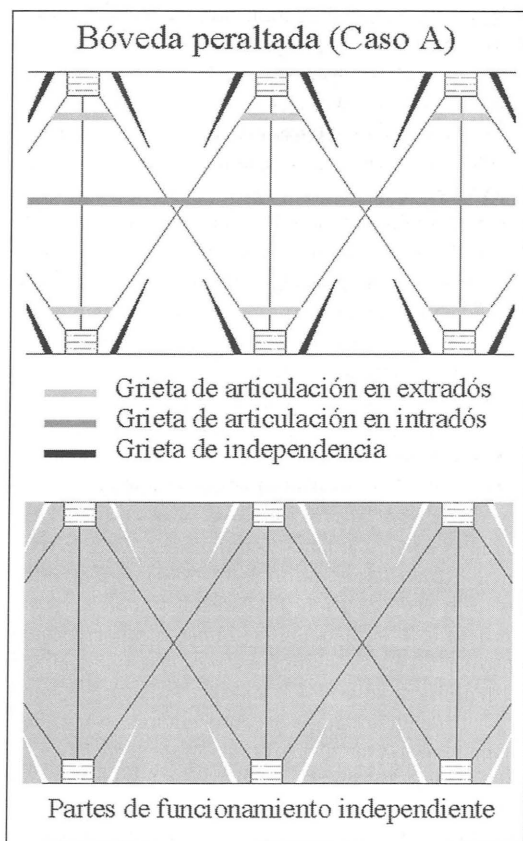 Bóveda peraltada (Caso A)
Grieta de articulación en extradós
Grieta de articulación en intradós
Grieta de independencia
Partes de funcionamiento independiente